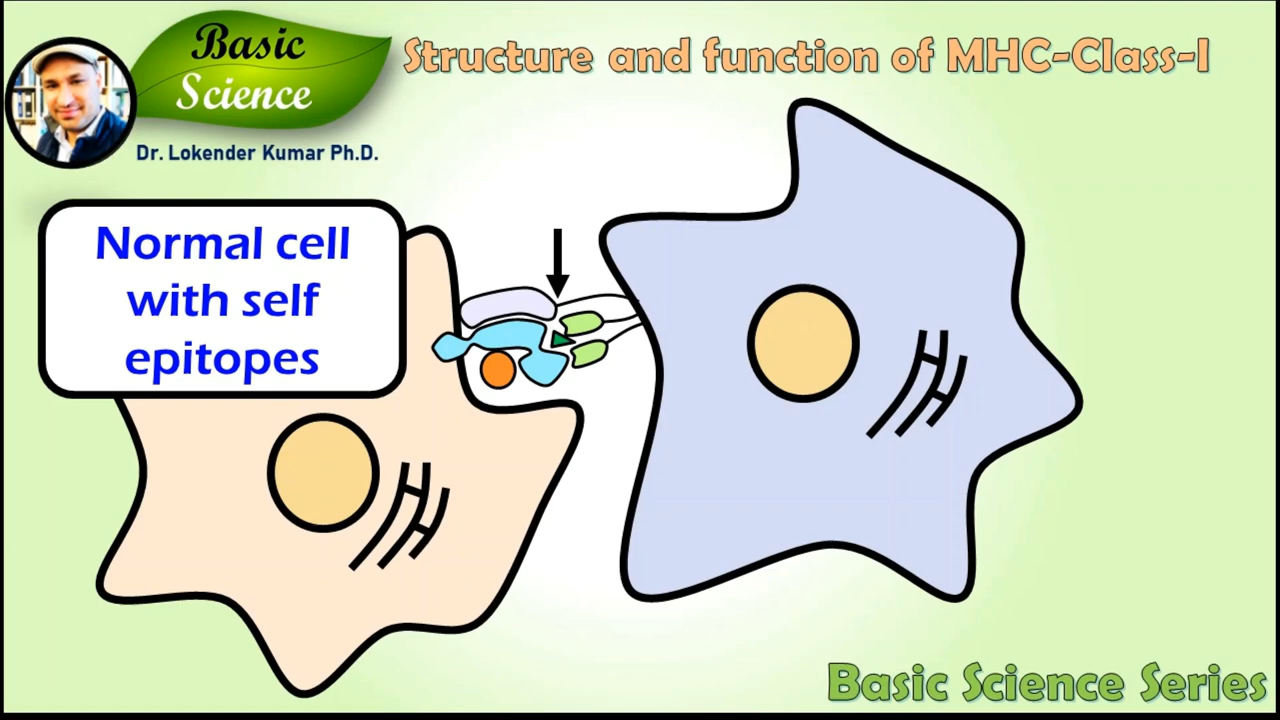 Basic
Science
Structure and function of MHC-Class-I
Dr. Lokender Kumar Ph.D.
Normal cell
with self
epitopes
Basic Science Series